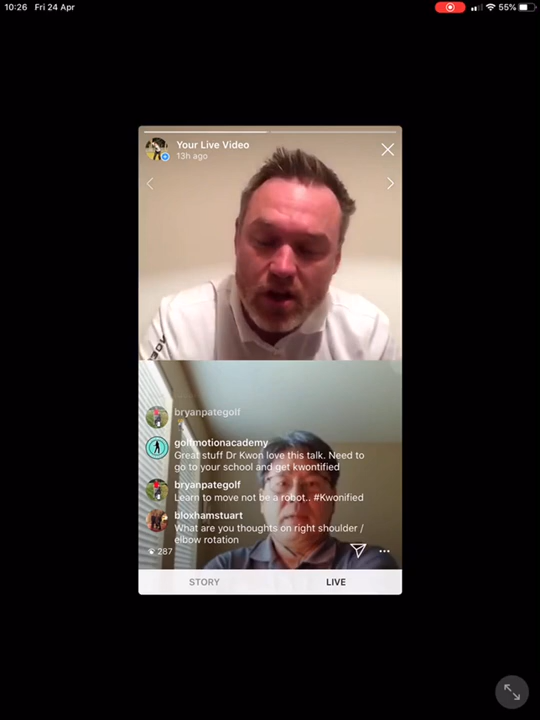 10:26 Fri 24 Apr
55%
Your Live Video
13h ago
bryanpategolf
golfmotionacademy
Great stuff Dr Kwon love this talk. Need to
go to your school and get kwontified
bryanpategolf
Learn to move not be a robot.. #Kwonified
bloxhamstuart
What are you thoughts on right shoulder /
elbow rotation
287
STORY LIVE